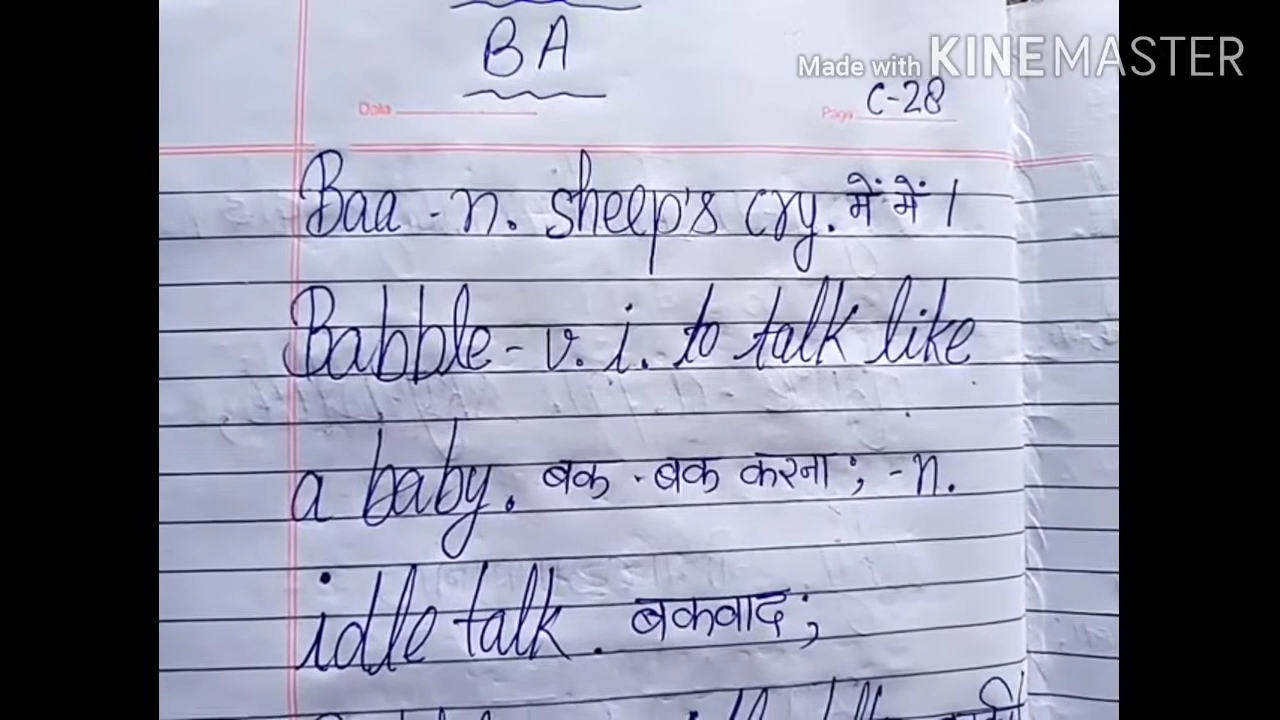 BA
Made with KINEMASTER
Date
Page C-28
Baa - n. sheep's cry. में में।
Babble - v. i. to talk like
a baby. बक - बक करना ; - n.
idle talk. बकवाद ;